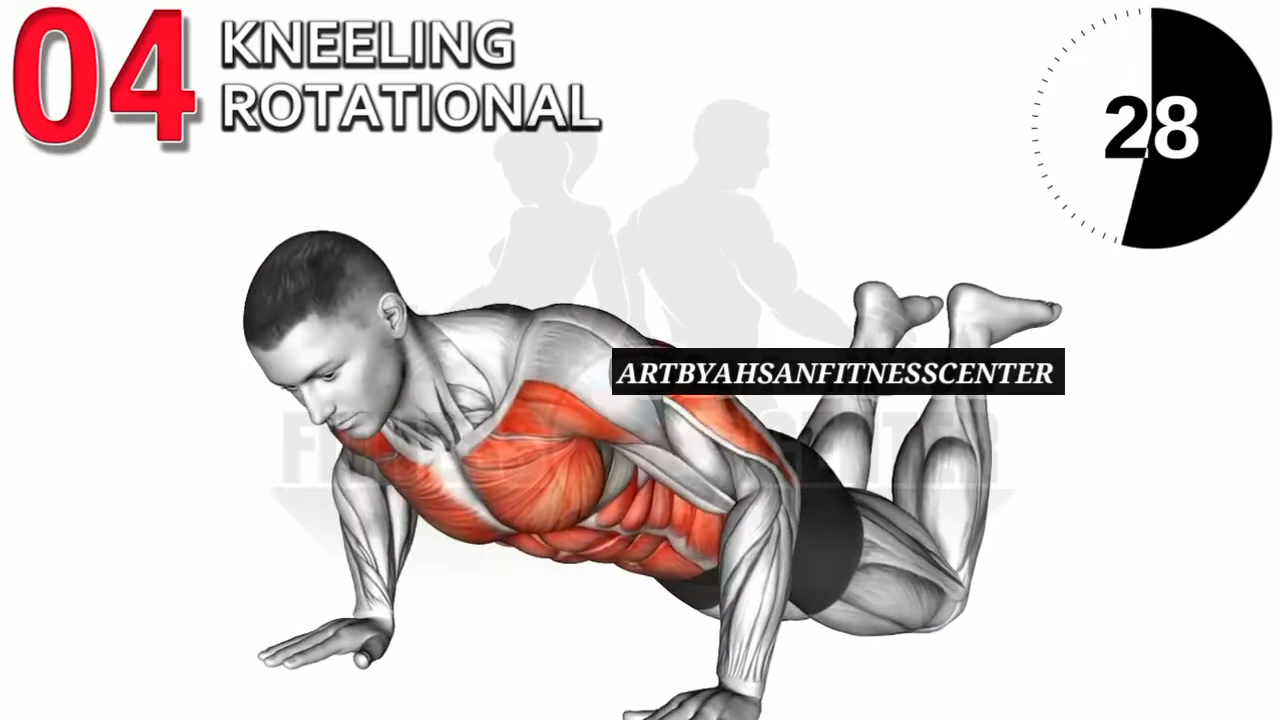 04
KNEELING
ROTATIONAL
28
ARTBYAHSANFITNESSCENTER